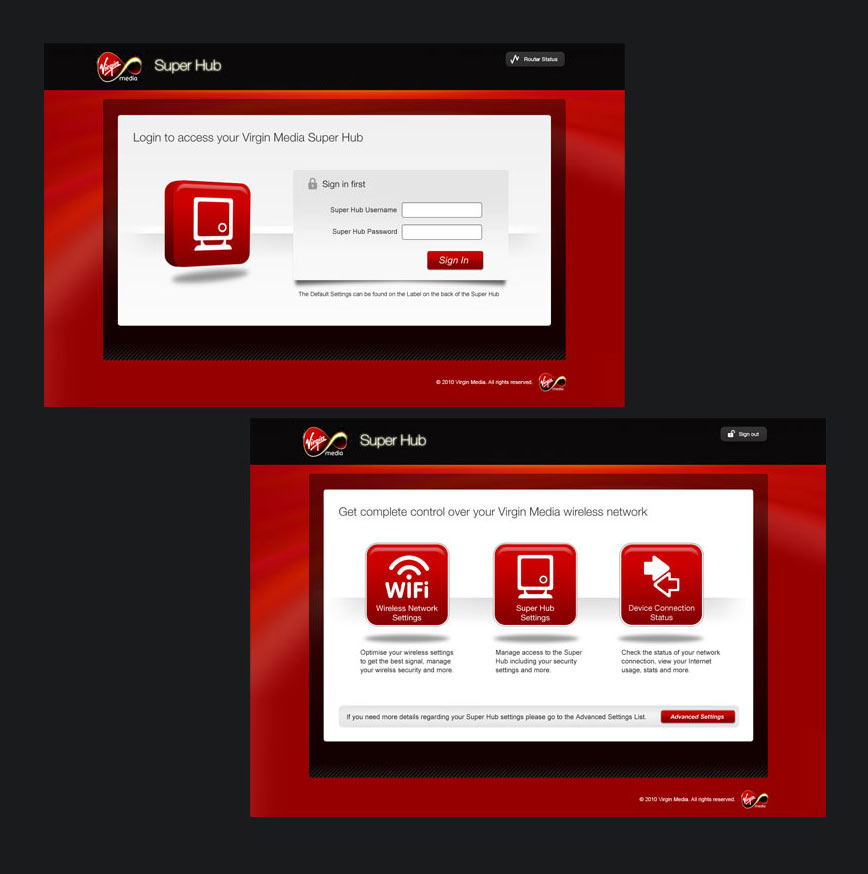 Virgin
media
Super Hub
Router Status
Login to access your Virgin Media Super Hub
Sign in first
Super Hub Username
Super Hub Password
Sign In
The Default Settings can be found on the Label on the back of the Super Hub
© 2010 Virgin Media. All rights reserved.
Virgin
media
Virgin
media
Super Hub
Sign out
Get complete control over your Virgin Media wireless network
WiFi
Wireless Network
Settings
Optimise your wireless settings
to get the best signal, manage
your wirelss security and more.
Super Hub
Settings
Manage access to the Super
Hub including your security
settings and more.
Device Connection
Status
Check the status of your network
connection, view your Internet
usage, stats and more.
If you need more details regarding your Super Hub settings please go to the Advanced Settings List.
Advanced Settings
© 2010 Virgin Media. All rights reserved.
Virgin
media